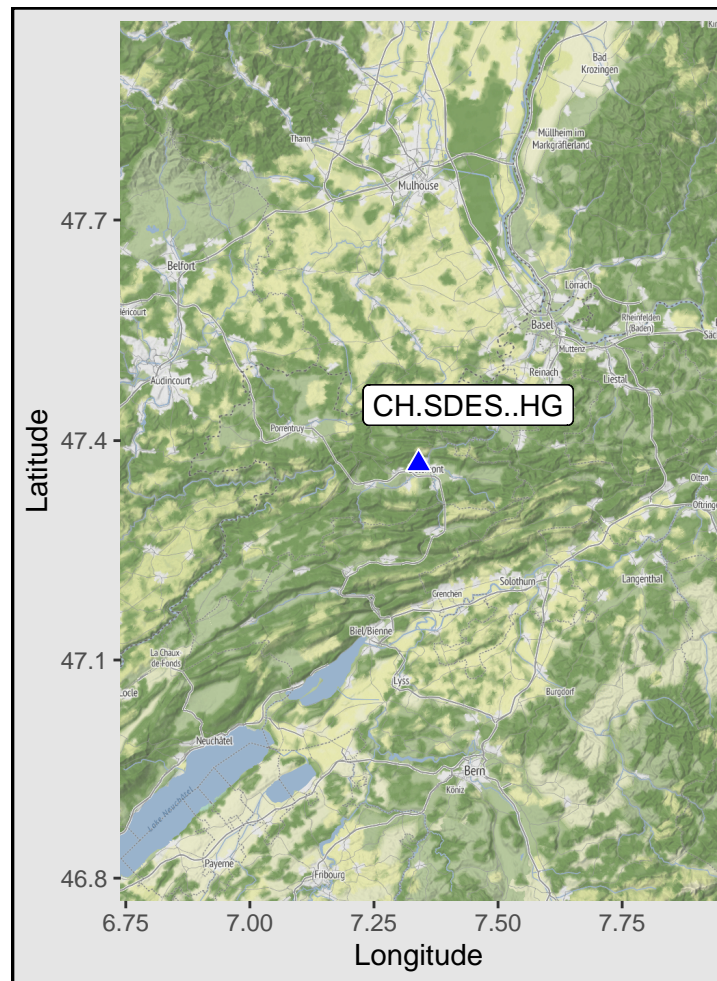 Bad
Krozingen
Müllheim im
Markgräflerland
Thann
Mulhouse
47.7
Belfort
Lörrach
Héricourt
Rheinfelden
(Baden)
Basel
Muttenz
Audincourt
Reinach
Liestal
CH.SDES..HG
47.4
Porrentruy
Latitude
Olten
Oftringen
Solothurn
Langenthal
Grenchen
Biel/Bienne
47.1
La Chaux
de Fonds
Lyss
Locle
Burgdorf
Neuchâtel
Bern
Köniz
Lake Neuchâtel
Payerne
Fribourg
46.8
6.75 7.00 7.25 7.50 7.75
Longitude